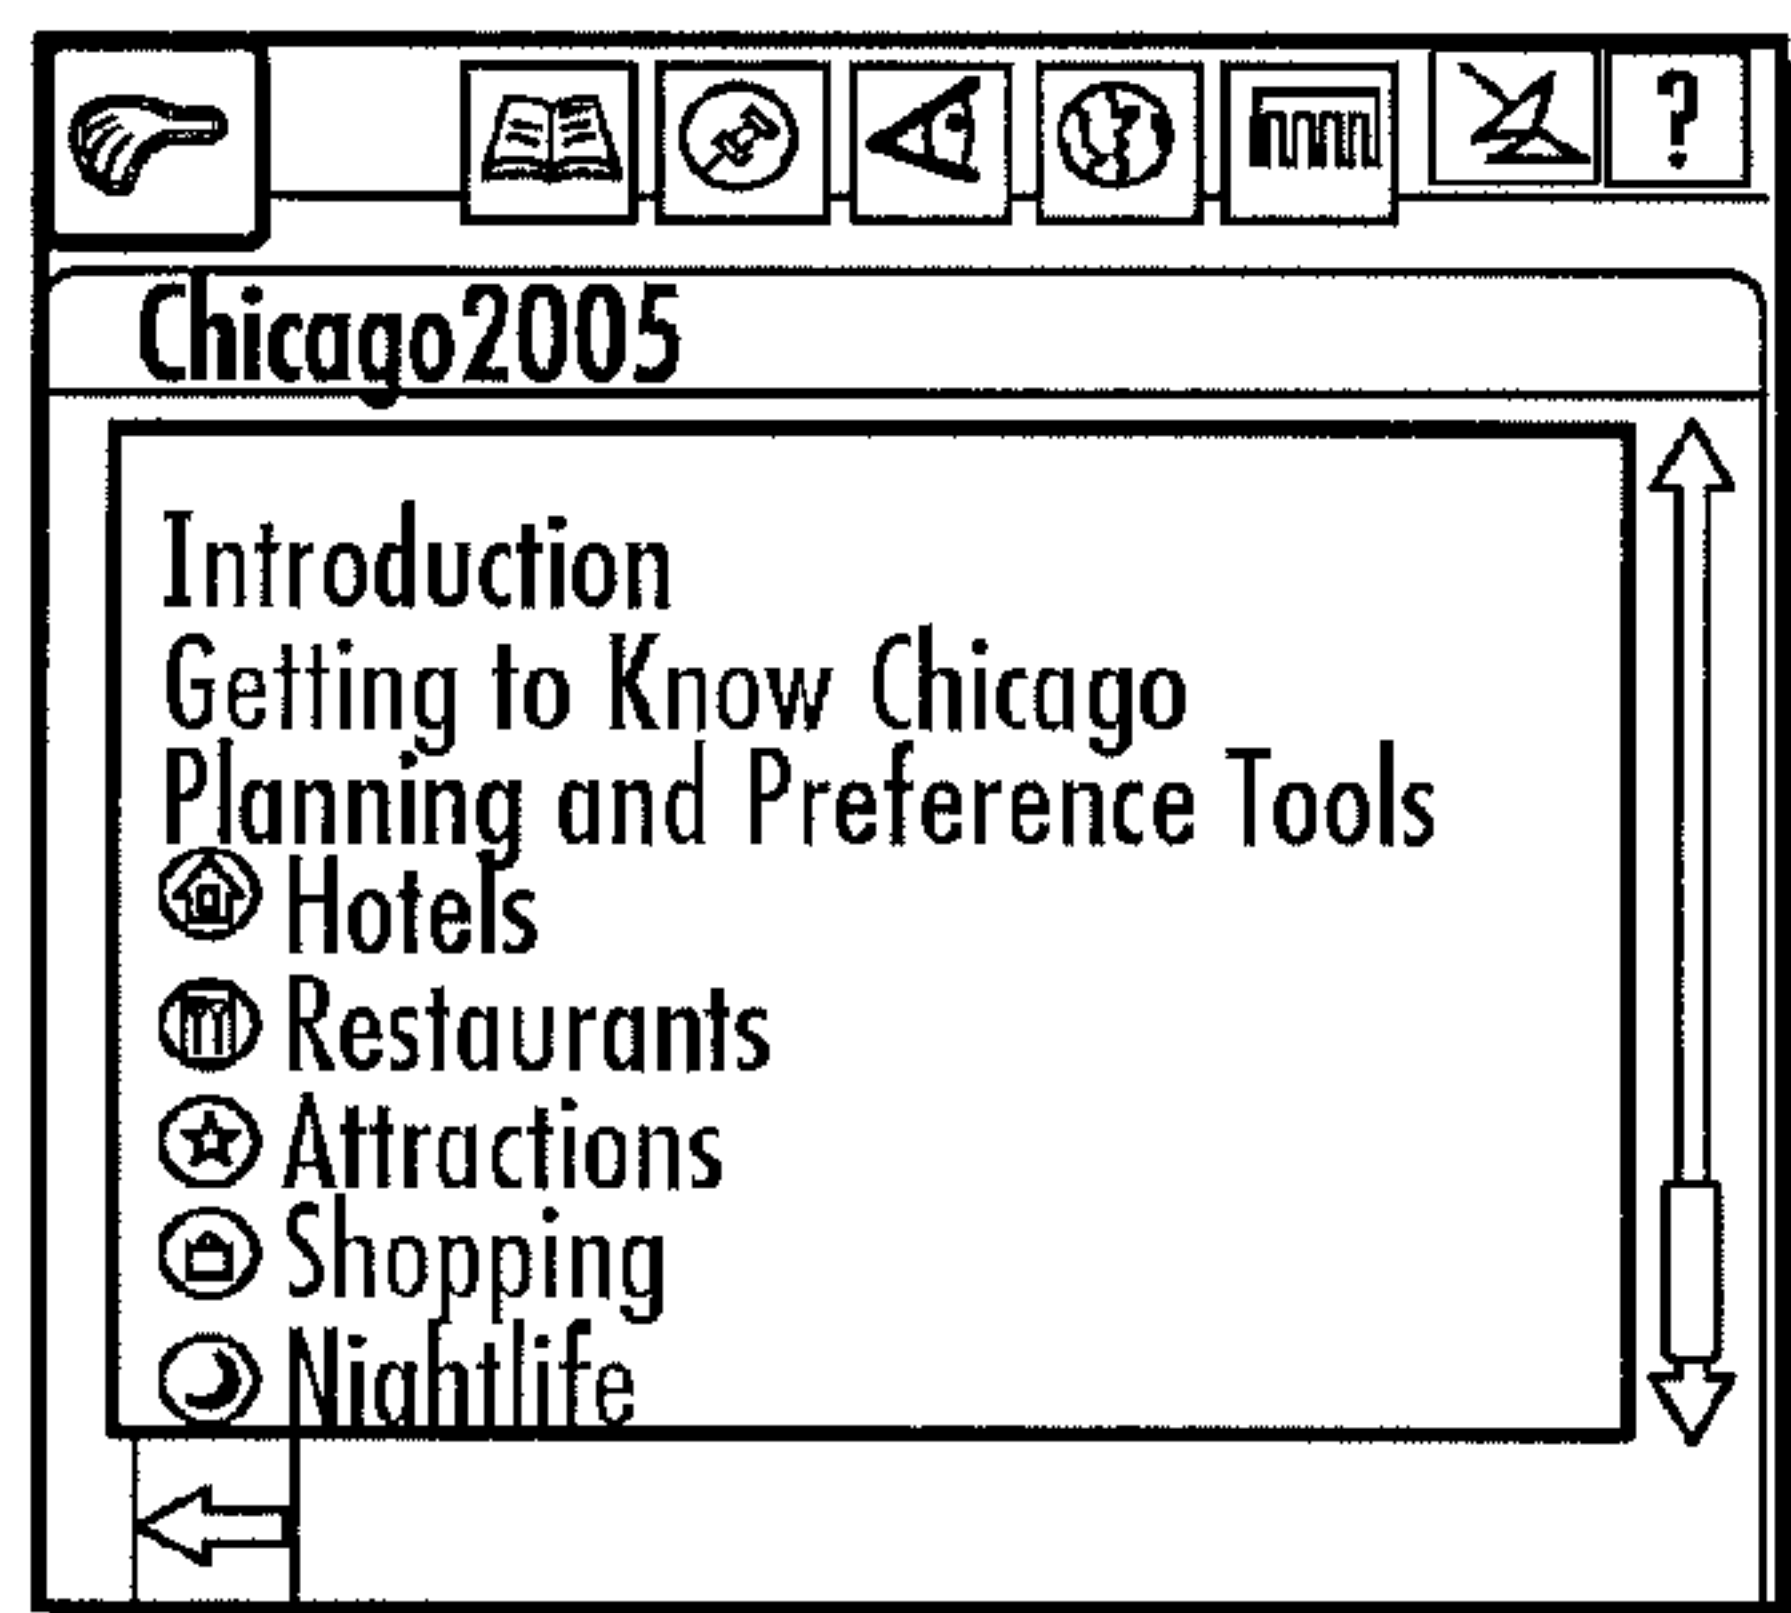 ?
Chicago2005
Introduction
Getting to Know Chicago
Planning and Preference Tools
Hotels
Restaurants
Attractions
Shopping
Nightlife